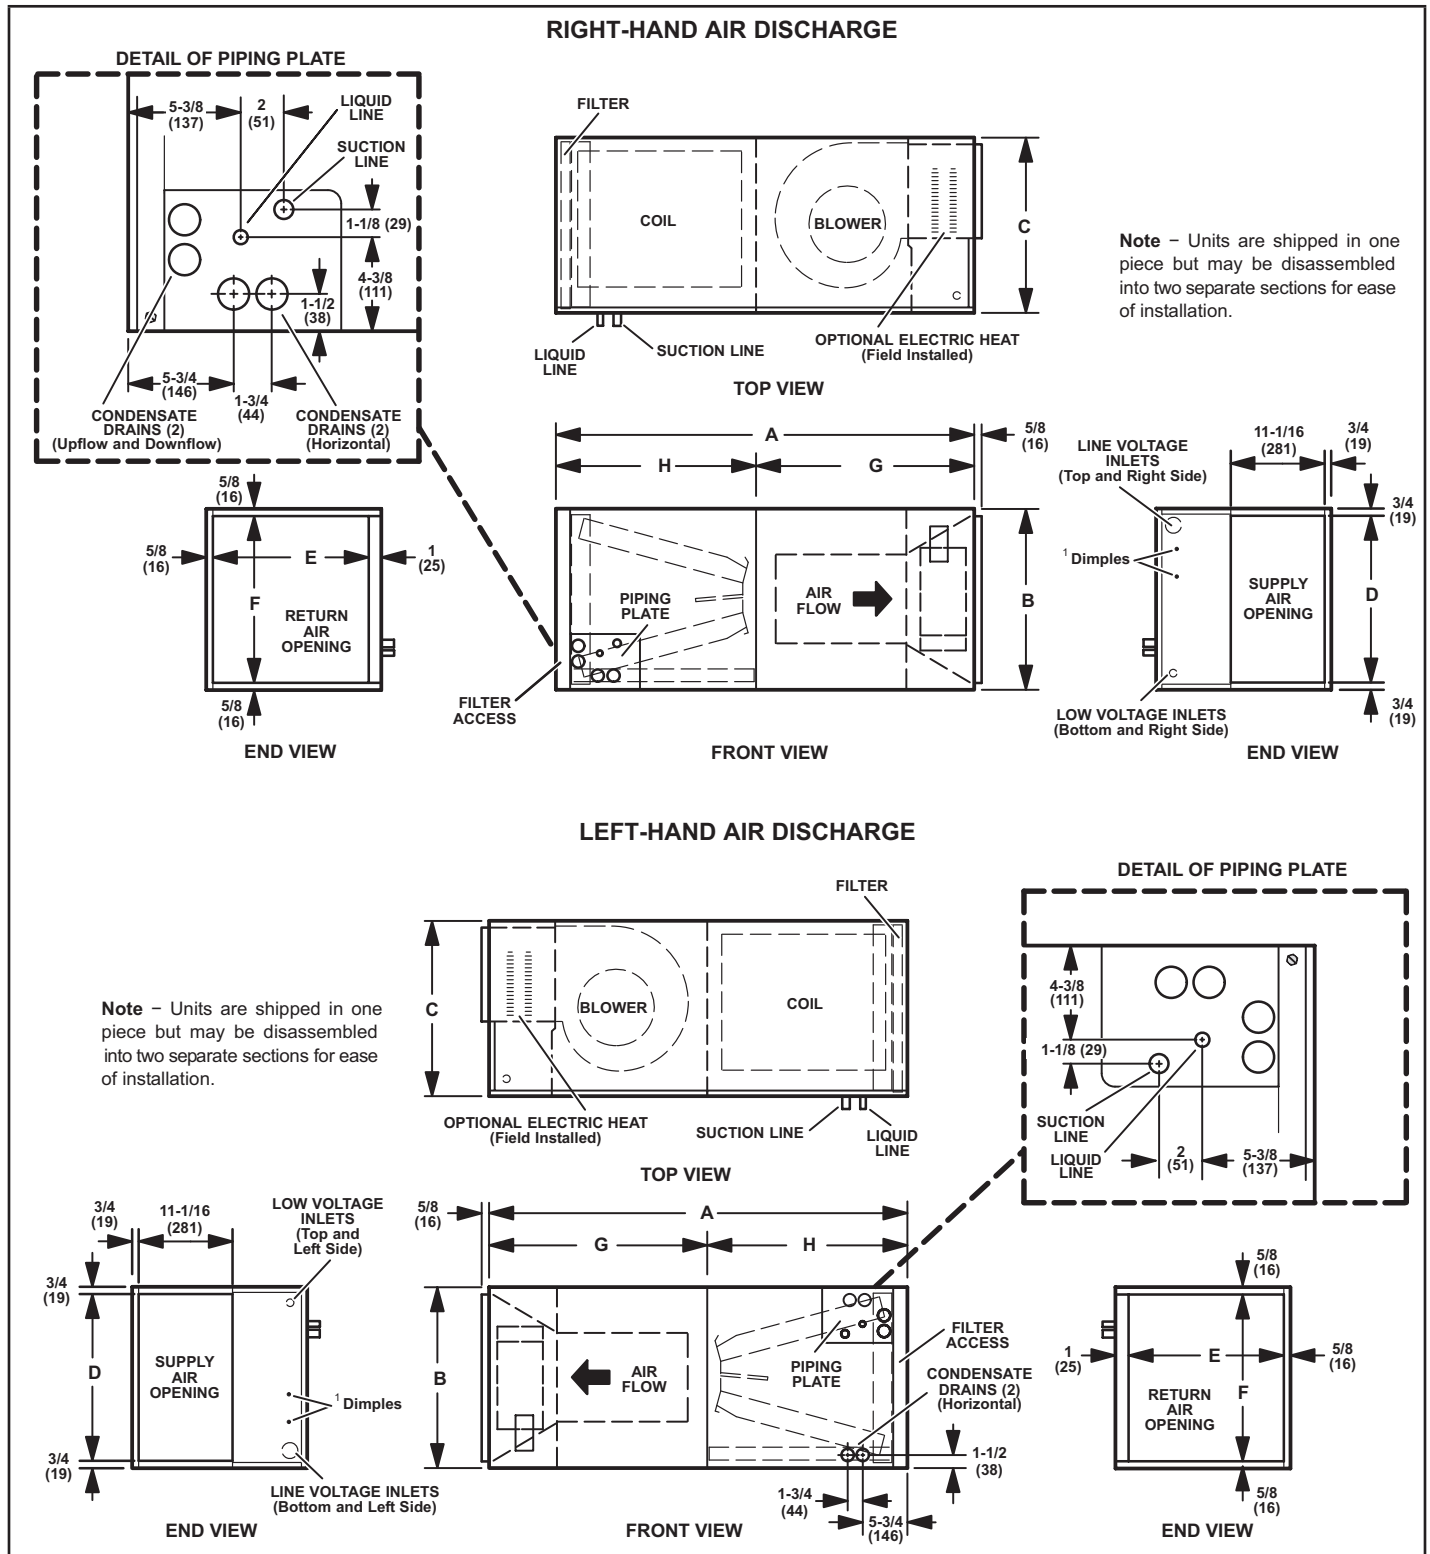 RIGHT-HAND AIR DISCHARGE
DETAIL OF PIPING PLATE
5-3/8
(137)
2
(51)
LIQUID
LINE
SUCTION
LINE
1-1/8 (29)
4-3/8
(111)
1-1/2
(38)
5-3/4
(146)
1-3/4
(44)
CONDENSATE
DRAINS (2)
(Upflow and Downflow)
CONDENSATE
DRAINS (2)
(Horizontal)
FILTER
COIL
BLOWER
C
LIQUID
LINE
SUCTION LINE
OPTIONAL ELECTRIC HEAT
(Field Installed)
TOP VIEW
Note − Units are shipped in one
piece but may be disassembled
into two separate sections for ease
of installation.
5/8
(16)
5/8
(16)
E
1
(25)
F
RETURN
AIR
OPENING
5/8
(16)
END VIEW
A
5/8
(16)
H
G
PIPING
PLATE
AIR
FLOW
B
FILTER
ACCESS
FRONT VIEW
LINE VOLTAGE
INLETS
(Top and Right Side)
11-1/16
(281)
3/4
(19)
3/4
(19)
1 Dimples
SUPPLY
AIR
OPENING
D
LOW VOLTAGE INLETS
(Bottom and Right Side)
3/4
(19)
END VIEW
LEFT-HAND AIR DISCHARGE
Note − Units are shipped in one
piece but may be disassembled
into two separate sections for ease
of installation.
FILTER
C
BLOWER
COIL
OPTIONAL ELECTRIC HEAT
(Field Installed)
SUCTION LINE
LIQUID
LINE
TOP VIEW
DETAIL OF PIPING PLATE
4-3/8
(111)
1-1/8 (29)
SUCTION
LINE
LIQUID
LINE
2
(51)
5-3/8
(137)
3/4
(19)
11-1/16
(281)
LOW VOLTAGE
INLETS
(Top and
Left Side)
3/4
(19)
D
SUPPLY
AIR
OPENING
1 Dimples
3/4
(19)
LINE VOLTAGE INLETS
(Bottom and Left Side)
END VIEW
5/8
(16)
A
G
H
B
AIR
FLOW
PIPING
PLATE
FILTER
ACCESS
CONDENSATE
DRAINS (2)
(Horizontal)
1-1/2
(38)
1-3/4
(44)
5-3/4
(146)
FRONT VIEW
5/8
(16)
1
(25)
E
5/8
(16)
F
RETURN
AIR
OPENING
5/8
(16)
END VIEW